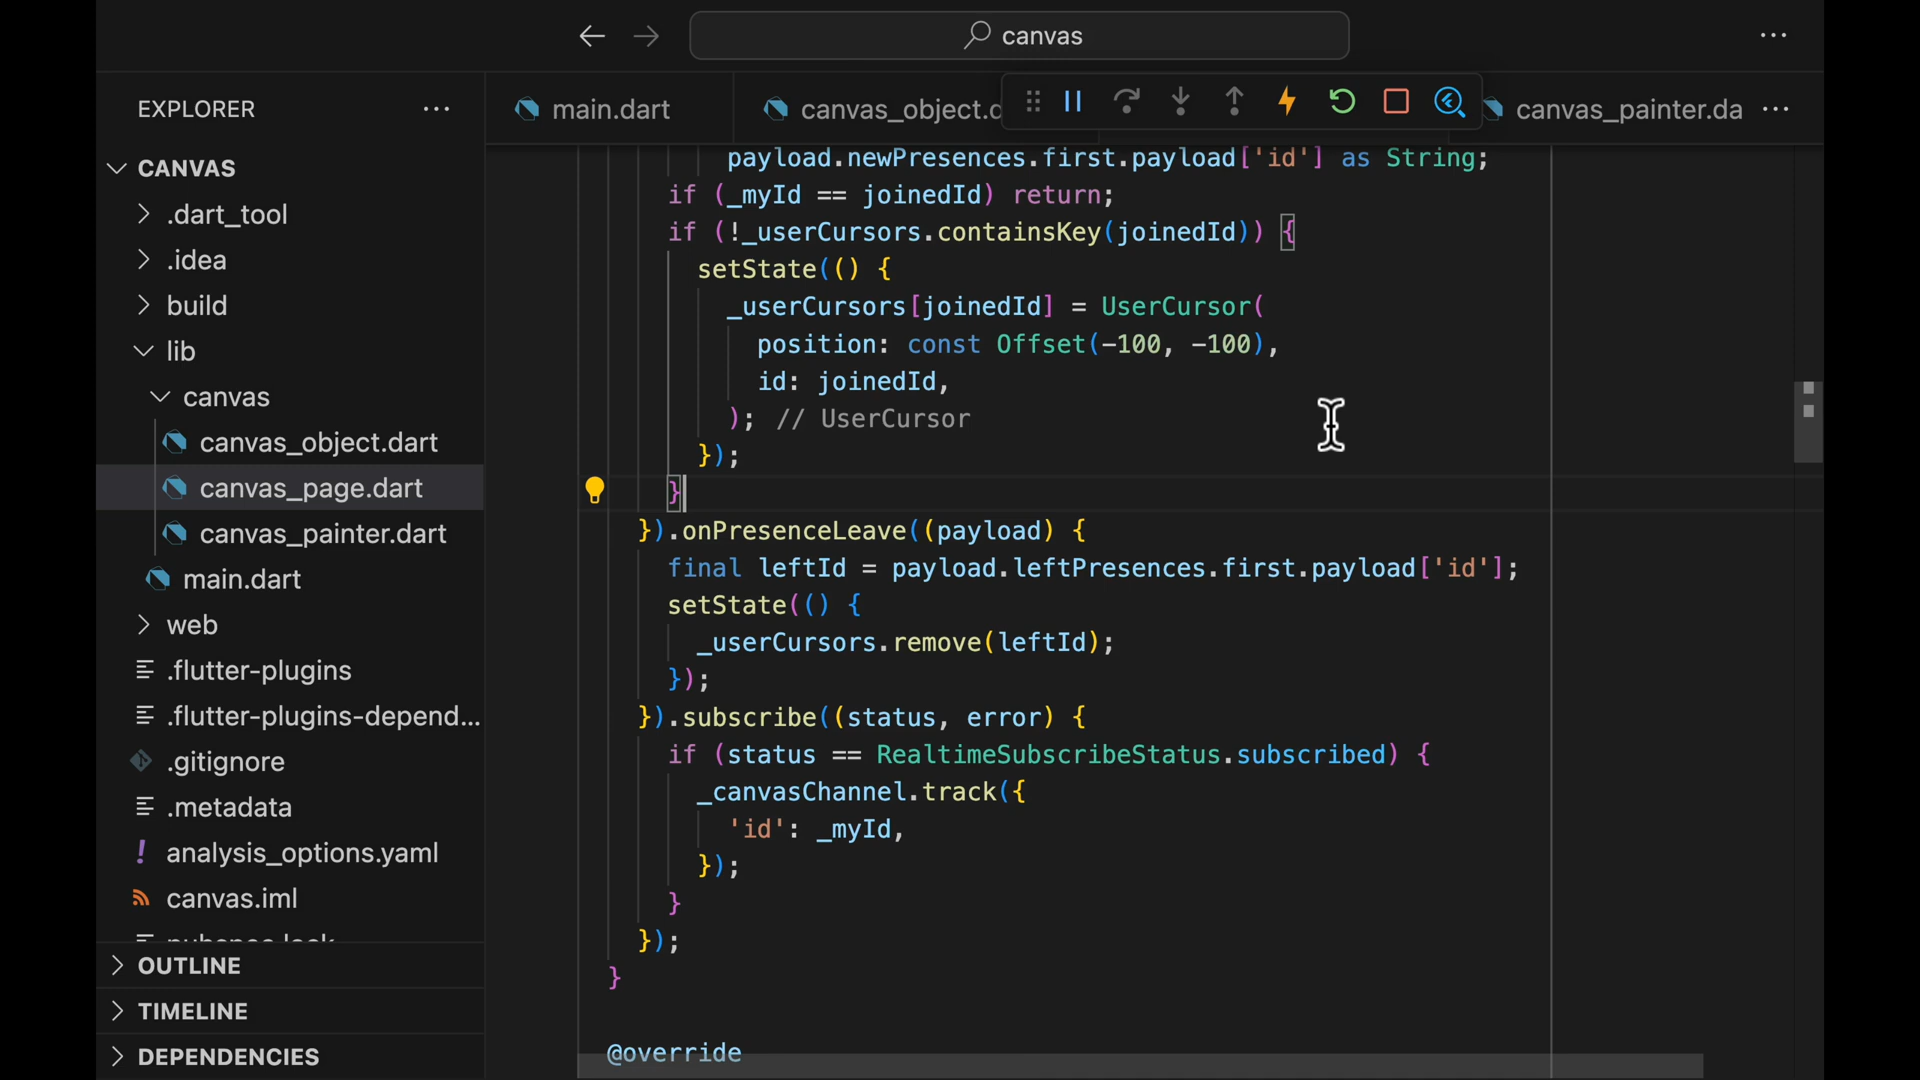 canvas
EXPLORER
main.dart
canvas_object.d
canvas_painter.da
CANVAS
.dart_tool
.idea
build
lib
canvas
canvas_object.dart
canvas_page.dart
canvas_painter.dart
main.dart
web
.flutter-plugins
.flutter-plugins-depend...
.gitignore
.metadata
analysis_options.yaml
canvas.iml
OUTLINE
TIMELINE
DEPENDENCIES
payload.newPresences.first.payload['id'] as String;
if (_myId == joinedId) return;
if (!_userCursors.containsKey(joinedId)) {
setState(() {
_userCursors[joinedId] = UserCursor(
position: const Offset(-100, -100),
id: joinedId,
); // UserCursor
});
}
}).onPresenceLeave((payload) {
final leftId = payload.leftPresences.first.payload['id'];
setState(() {
_userCursors.remove(leftId);
});
}).subscribe((status, error) {
if (status == RealtimeSubscribeStatus.subscribed) {
_canvasChannel.track({
'id': _myId,
});
}
});
}
@override